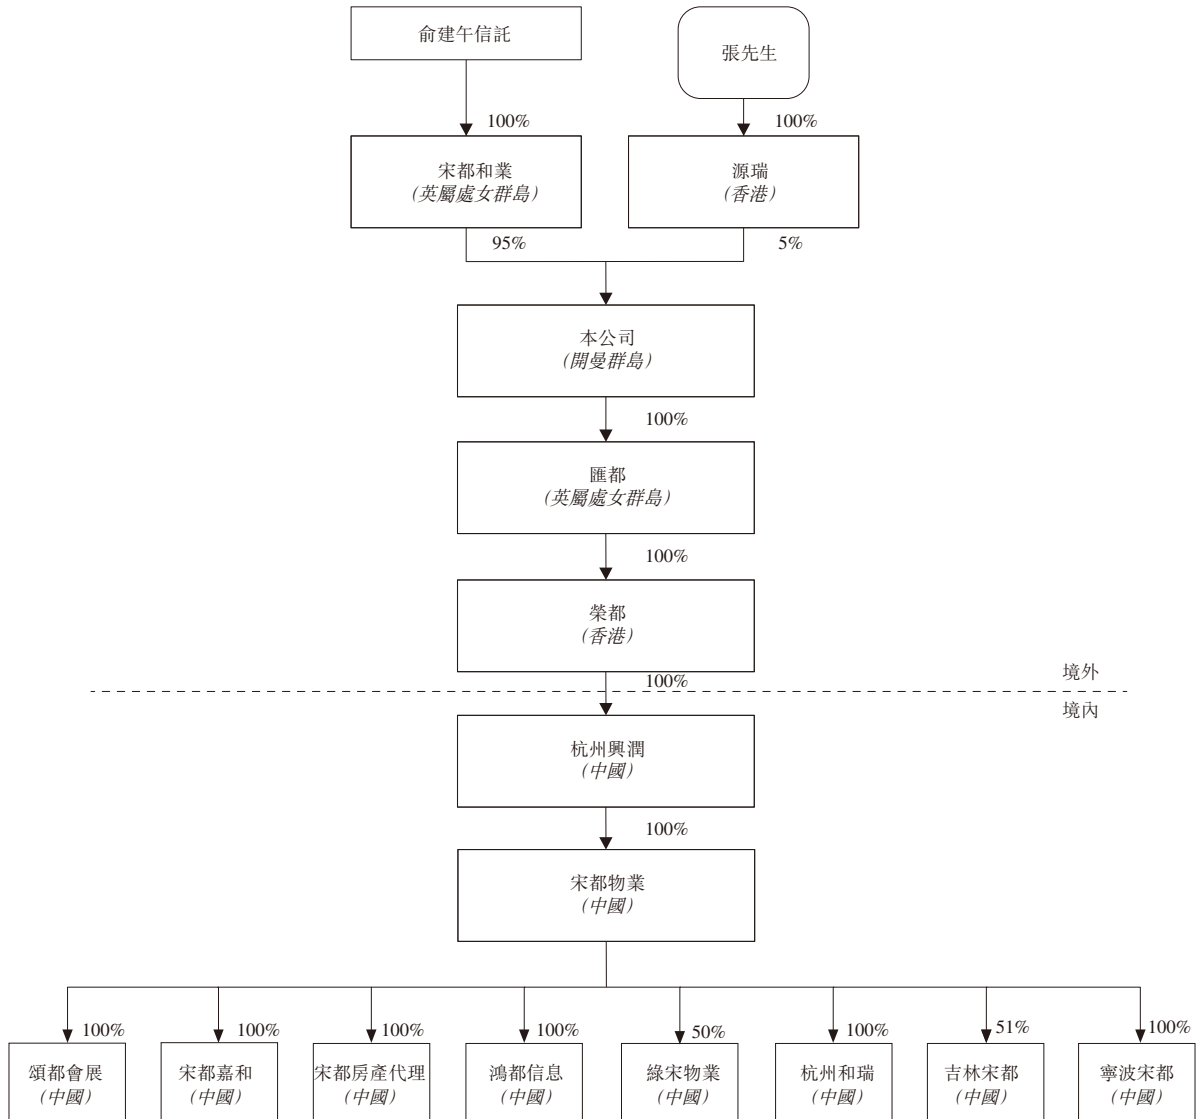 俞建午信託
張先生
100%
100%
宋都和業
(英屬處女群島)
源瑞
(香港)
95%
5%
本公司
(開曼群島)
100%
匯都
(英屬處女群島)
100%
榮都
(香港)
境外
100%
境內
杭州興潤
(中國)
100%
宋都物業
(中國)
100%
100%
100%
100%
50%
100%
51%
100%
頌都會展
(中國)
宋都嘉和
(中國)
宋都房產代理
(中國)
鴻都信息
(中國)
綠宋物業
(中國)
杭州和瑞
(中國)
吉林宋都
(中國)
寧波宋都
(中國)